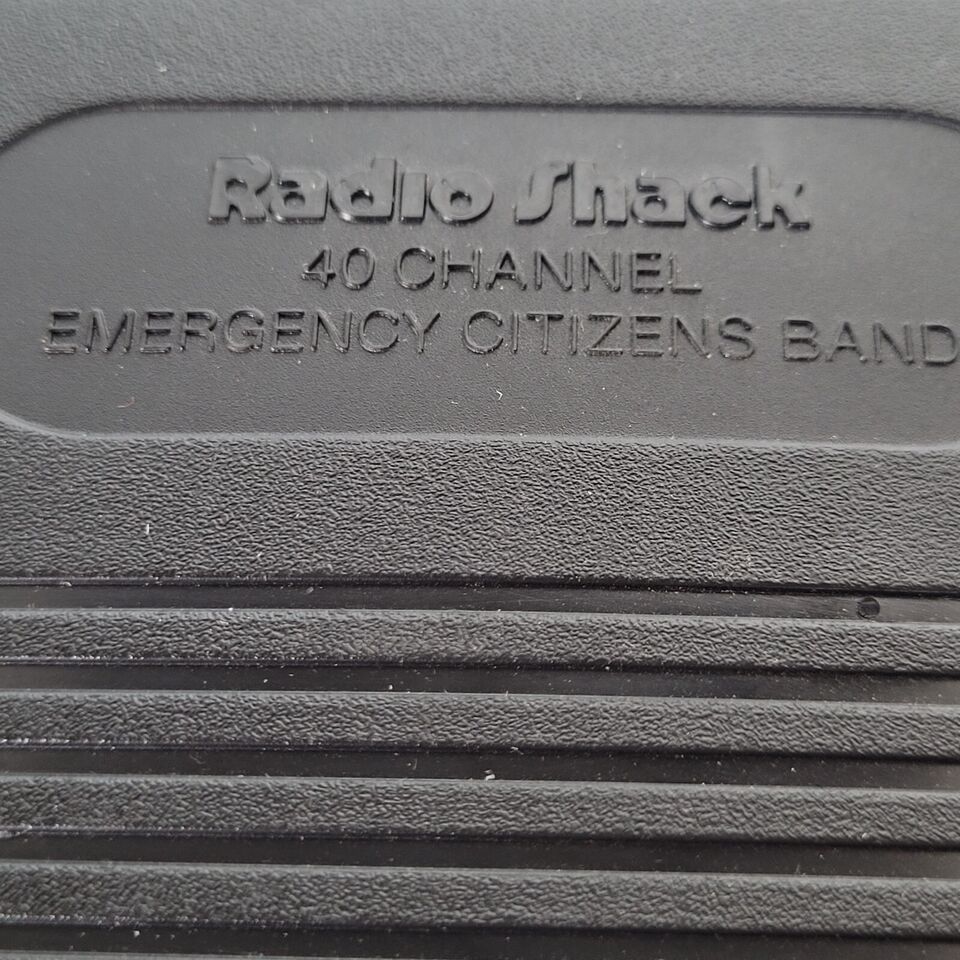 Radio Shack
40 CHANNEL
EMERGENCY CITIZENS BAND